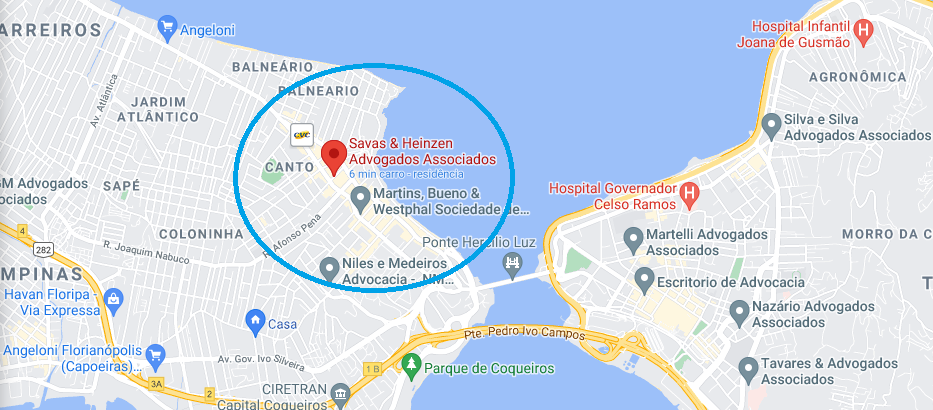 ARREIROS
Angeloni
Hospital Infantil
Joana de Gusmão
BALNEÁRIO
BALNEARIO
AGRONÔMICA
Av. Atlântica
JARDIM
ATLÂNTICO
cvc
Silva e Silva
Advogados Associados
Savas & Heinzen
Advogados Associados
6 min carro - residência
CANTO
GM Advogados
Associados
SAPÉ
Martins, Bueno &
Westphal Sociedade de...
Hospital Governador
Celso Ramos
R. Afonso Pena
COLONINHA
4
282
R. Joaquim Nabuco
Ponte Hercílio Luz
Martelli Advogados
Associados
MORRO DA C
MPINAS
Niles e Medeiros
Advocacia - NM...
Escritorio de Advocacia
T
Havan Floripa -
Via Expressa
Casa
Nazário Advogados
Associados
Pte. Pedro Ivo Campos
Angeloni Florianópolis
(Capoeiras)...
Av. Gov. Ivo Silveira
1 B
Parque de Coqueiros
Tavares & Advogados
Associados
3A
2
CIRETRAN
Capital Coqueiros